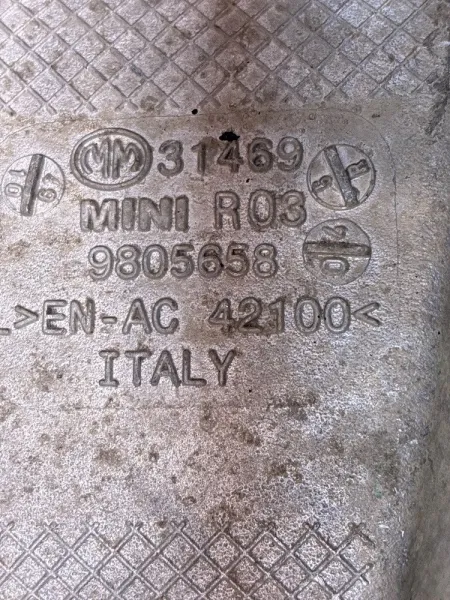 MM 31469
MINI R03
9805658
>EN-AC 42100<
ITALY